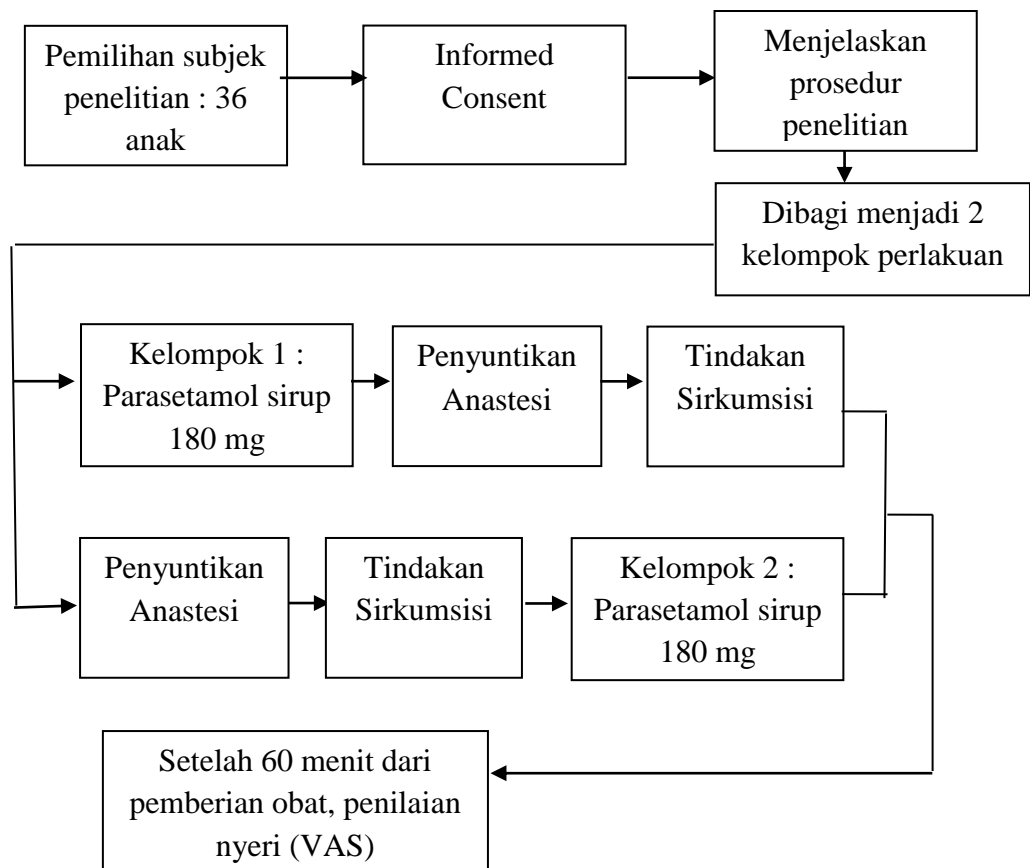 Pemilihan subjek
penelitian : 36
anak
Informed
Consent
Menjelaskan
prosedur
penelitian
Dibagi menjadi 2
kelompok perlakuan
Kelompok 1 :
Parasetamol sirup
180 mg
Penyuntikan
Anastesi
Tindakan
Sirkumsisi
Penyuntikan
Anastesi
Tindakan
Sirkumsisi
Kelompok 2 :
Parasetamol sirup
180 mg
Setelah 60 menit dari
pemberian obat, penilaian
nyeri (VAS)